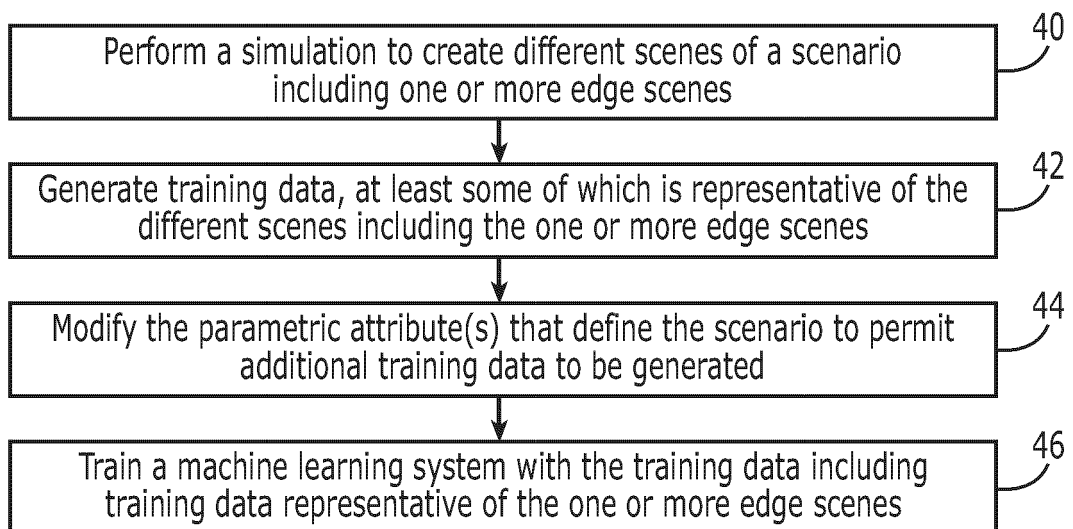 40
Perform a simulation to create different scenes of a scenario
including one or more edge scenes
42
Generate training data, at least some of which is representative of the
different scenes including the one or more edge scenes
44
Modify the parametric attribute(s) that define the scenario to permit
additional training data to be generated
46
Train a machine learning system with the training data including
training data representative of the one or more edge scenes